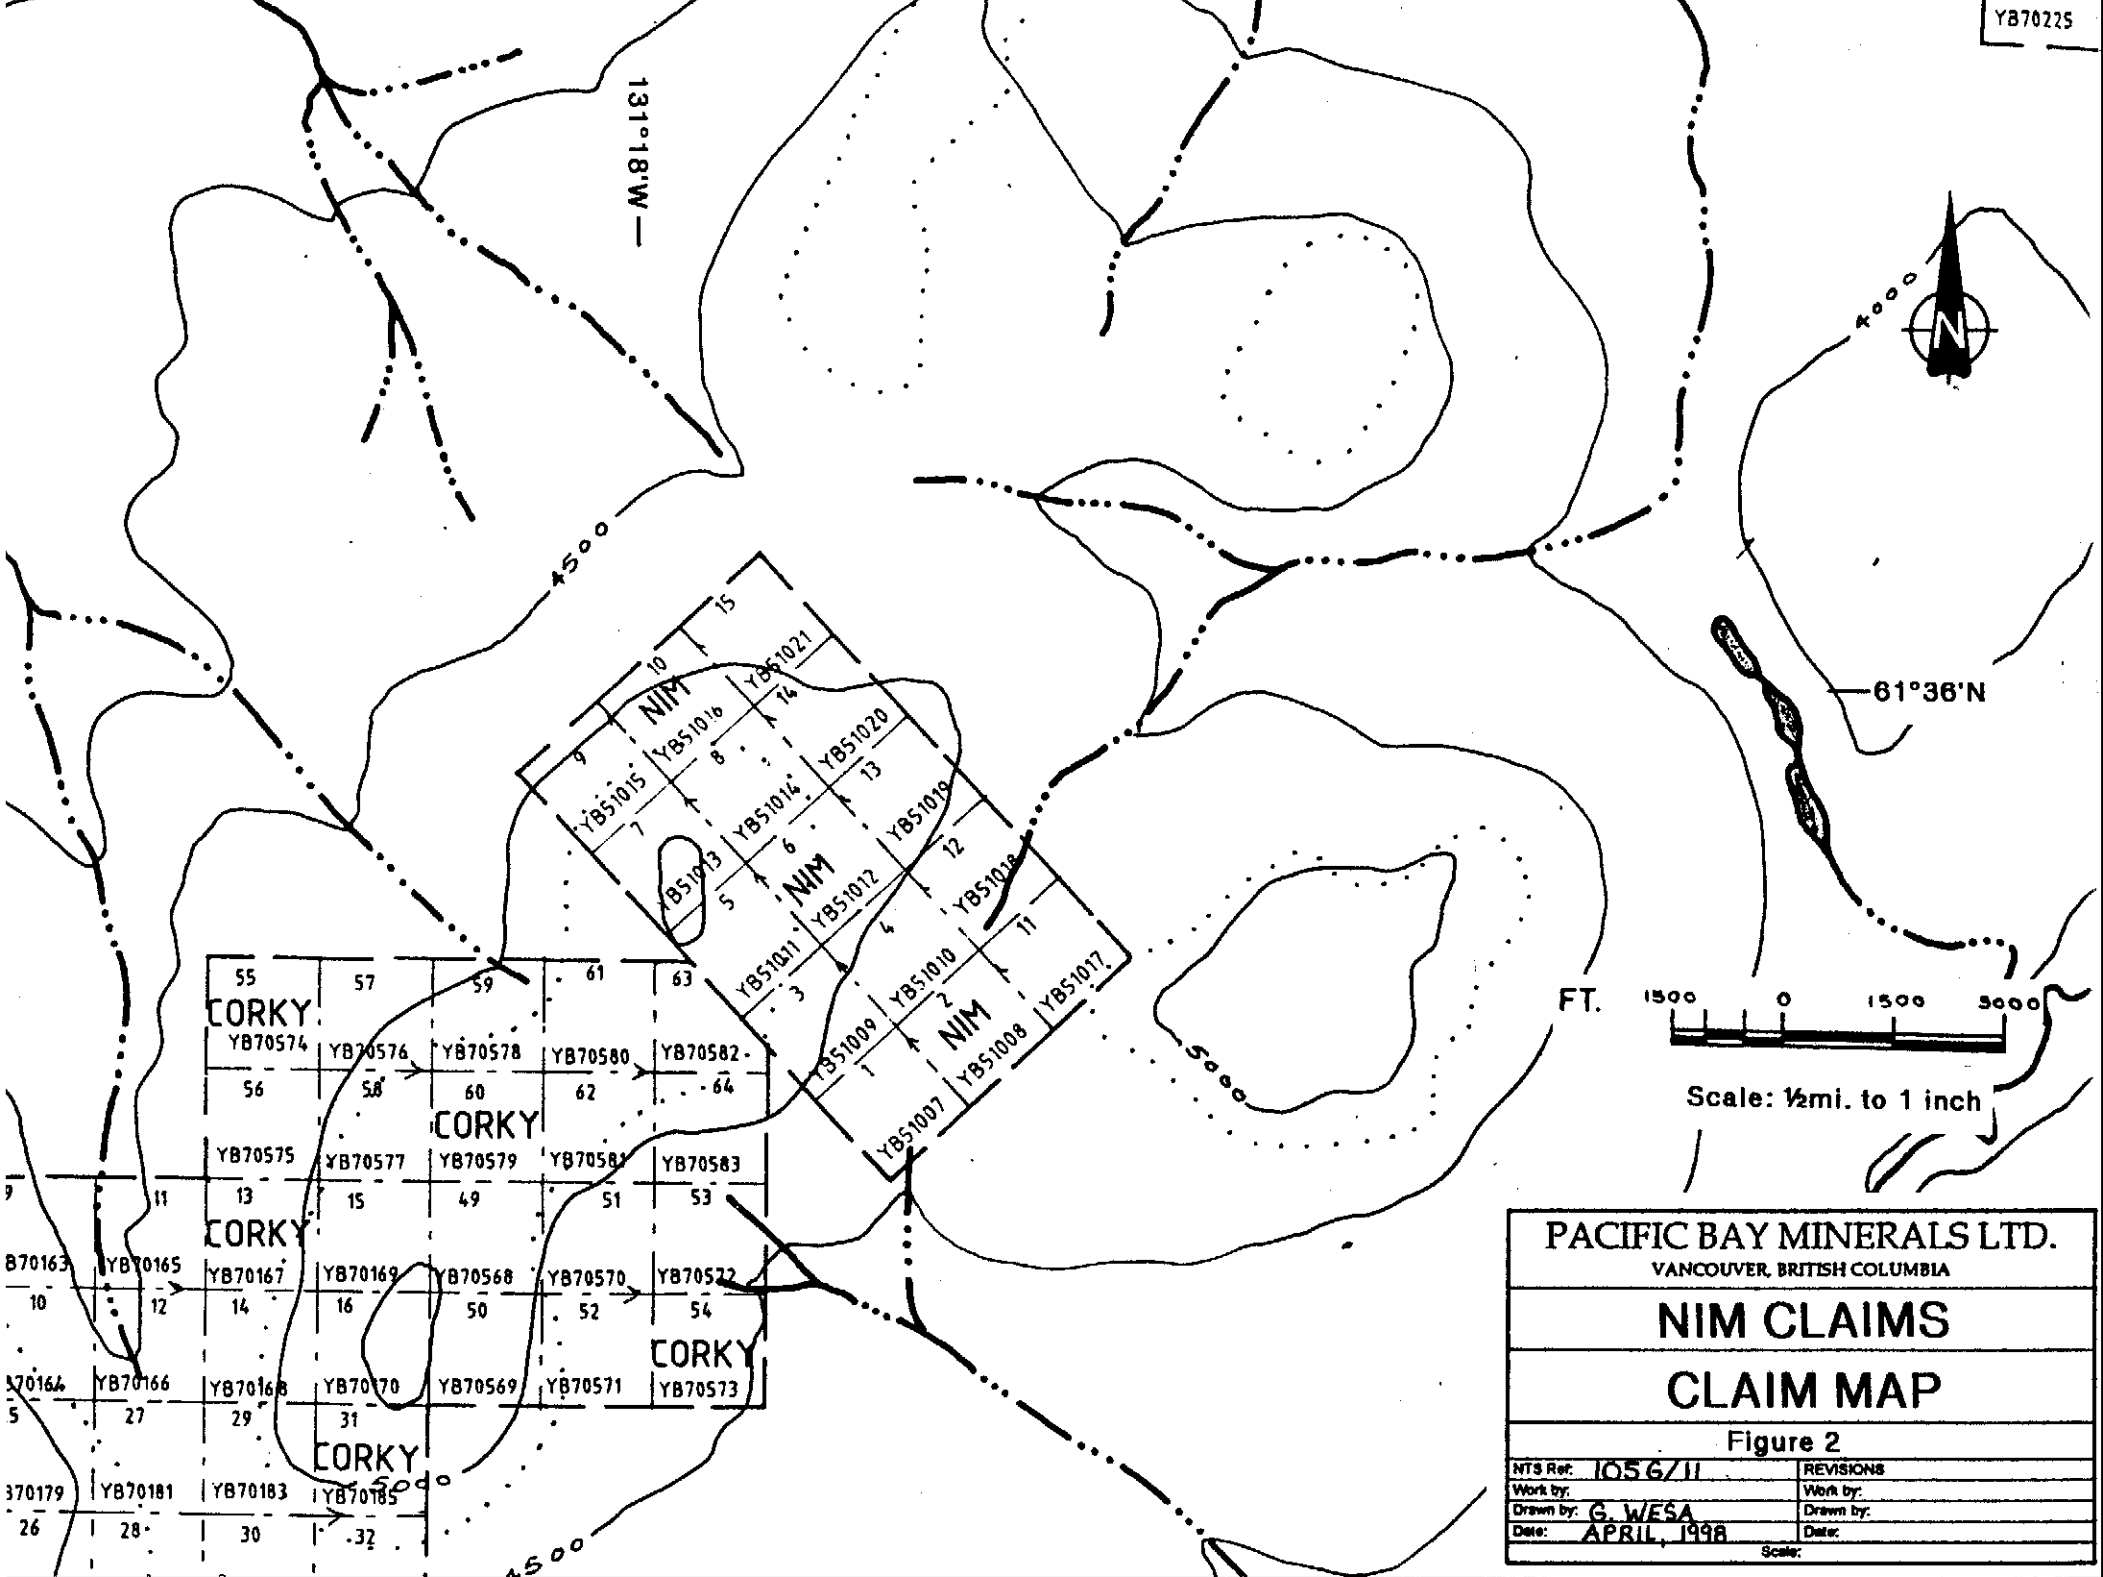 YB70225
131°18'W
4000
N
4500
61°36'N
15
10
YB51021
NIM
14
YB51016
YB51020
9
8
13
YB51015
YB51014
YB51019
7
6
12
YB51013
NIM
YB51012
YB51018
5
4
11
YB51011
YB51010
YB51017
3
2
NIM
YB51009
YB51008
1
YB51007
5000
FT. 1500 0 1500 3000
Scale: ½mi. to 1 inch
55 57 59 61 63
CORKY
YB70574 YB70576 YB70578 YB70580 YB70582
56 58 60 62 64
CORKY
YB70575 YB70577 YB70579 YB70581 YB70583
9 11 13 15 49 51 53
CORKY
B70163 YB70165 YB70167 YB70169 YB70568 YB70570 YB70572
10 12 14 16 50 52 54
CORKY
70164 YB70166 YB70168 YB70170 YB70569 YB70571 YB70573
5 27 29 31
CORKY
5000
70179 YB70181 YB70183 YB70185
26 28 30 32
4500
PACIFIC BAY MINERALS LTD.
VANCOUVER, BRITISH COLUMBIA
NIM CLAIMS
CLAIM MAP
Figure 2
NTS Ref: 105G/11 REVISIONS
Work by: Work by:
Drawn by: G. WESA Drawn by:
Date: APRIL, 1998 Date:
Scale: